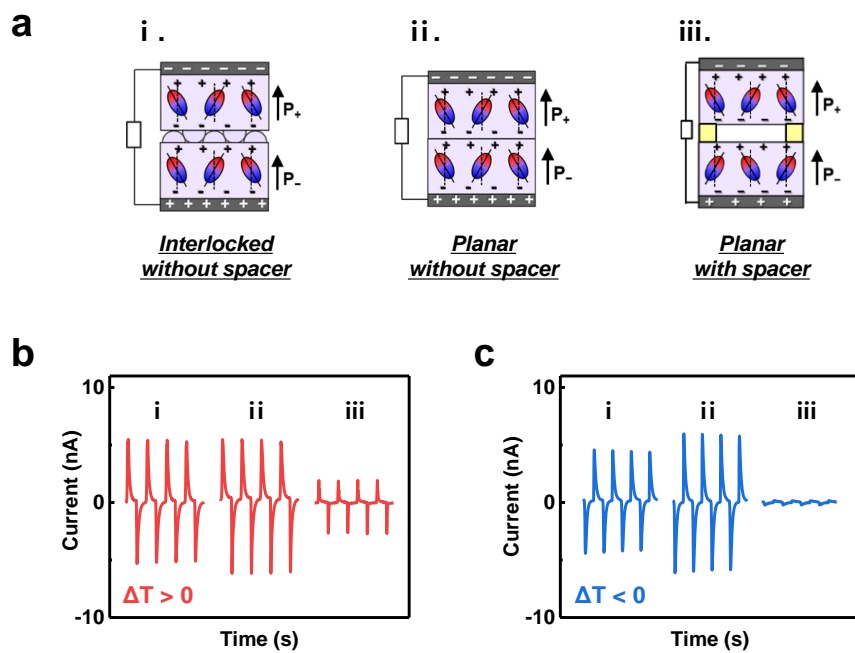 a
i. ii. iii.
− − − − − −
+ + + +
- - - -
P₊
+ + + +
- - - -
P₋
+ + + + + +
− − − − − −
+ + + +
- - - -
P₊
+ + + +
- - - -
P₋
+ + + + + +
− − − −
+ + + +
- - - -
P₊
+ + + +
- - - -
P₋
+ + + +
Interlocked
without spacer
Planar
without spacer
Planar
with spacer
b
10
i ii iii
Current (nA)
0
ΔT > 0
-10
Time (s)
c
10
i ii iii
Current (nA)
0
ΔT < 0
-10
Time (s)